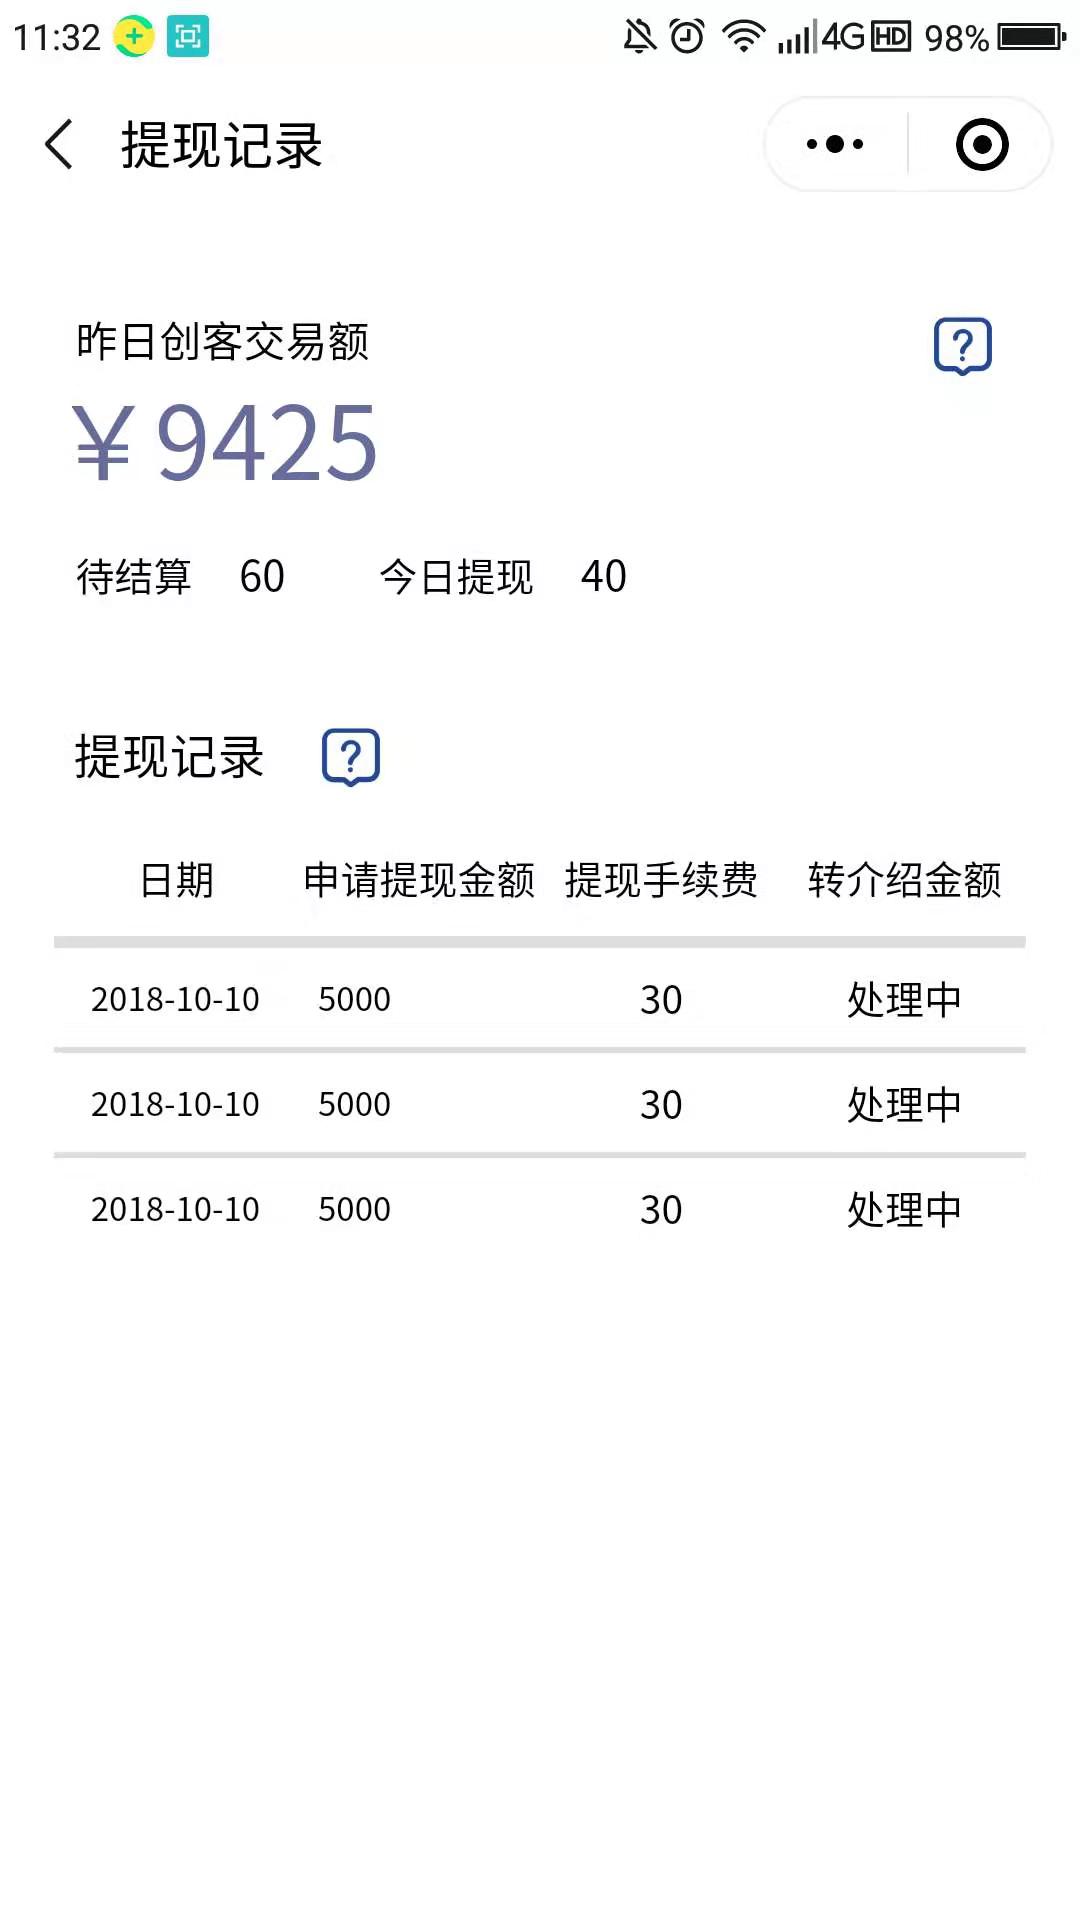 11:32 4G HD 98%
提现记录
昨日创客交易额
￥9425
待结算 60 今日提现 40
提现记录
日期 申请提现金额 提现手续费 转介绍金额
2018-10-10 5000 30 处理中
2018-10-10 5000 30 处理中
2018-10-10 5000 30 处理中